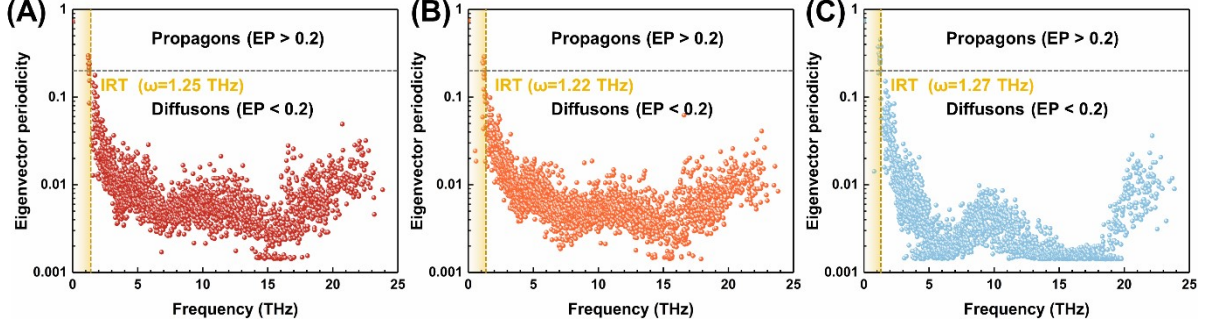 (A)
Eigenvector periodicity
1
0.1
0.01
0.001
Propagons (EP > 0.2)
IRT (ω=1.25 THz)
Diffusons (EP < 0.2)
0 5 10 15 20 25
Frequency (THz)
(B)
Eigenvector periodicity
1
0.1
0.01
0.001
Propagons (EP > 0.2)
IRT (ω=1.22 THz)
Diffusons (EP < 0.2)
0 5 10 15 20 25
Frequency (THz)
(C)
Eigenvector periodicity
1
0.1
0.01
0.001
Propagons (EP > 0.2)
IRT (ω=1.27 THz)
Diffusons (EP < 0.2)
0 5 10 15 20 25
Frequency (THz)